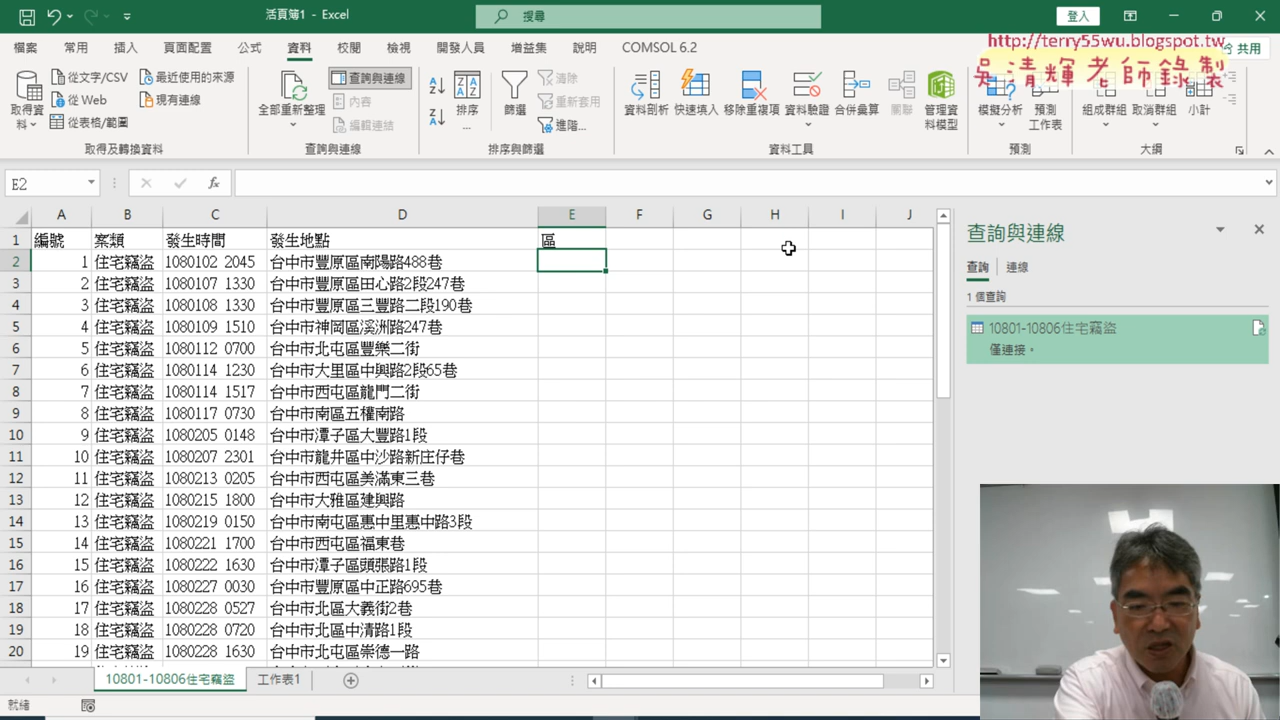 活頁簿1 - Excel
搜尋
登入
檔案 常用 插入 頁面配置 公式 資料 校閱 檢視 開發人員 增益集 說明 COMSOL 6.2
共用
http://terry55wu.blogspot.tw
吳清輝老師錄製
取得資料
從文字/CSV
從 Web
從表格/範圍
最近使用的來源
現有連線
全部重新整理
查詢與連線
內容
編輯連結
排序
篩選
清除
重新套用
進階...
資料剖析
快速填入
移除重複項
資料驗證
合併彙算
關聯
管理資料模型
模擬分析
預測工作表
組成群組
取消群組
小計
取得及轉換資料 查詢與連線 排序與篩選 資料工具 預測 大綱
E2
fx
A B C D E F G H I J
1 編號 案類 發生時間 發生地點 區
2 1 住宅竊盜 1080102 2045 台中市豐原區南陽路488巷
3 2 住宅竊盜 1080107 1330 台中市豐原區田心路2段247巷
4 3 住宅竊盜 1080108 1330 台中市豐原區三豐路二段190巷
5 4 住宅竊盜 1080109 1510 台中市神岡區溪洲路247巷
6 5 住宅竊盜 1080112 0700 台中市北屯區豐樂二街
7 6 住宅竊盜 1080114 1230 台中市大里區中興路2段65巷
8 7 住宅竊盜 1080114 1517 台中市西屯區龍門二街
9 8 住宅竊盜 1080117 0730 台中市南區五權南路
10 9 住宅竊盜 1080205 0148 台中市潭子區大豐路1段
11 10 住宅竊盜 1080207 2301 台中市龍井區中沙路新庄仔巷
12 11 住宅竊盜 1080213 0205 台中市西屯區美滿東三巷
13 12 住宅竊盜 1080215 1800 台中市大雅區建興路
14 13 住宅竊盜 1080219 0150 台中市南屯區惠中里惠中路3段
15 14 住宅竊盜 1080221 1700 台中市西屯區福東巷
16 15 住宅竊盜 1080222 1630 台中市潭子區頭張路1段
17 16 住宅竊盜 1080227 0030 台中市豐原區中正路695巷
18 17 住宅竊盜 1080228 0527 台中市北區大義街2巷
19 18 住宅竊盜 1080228 0720 台中市北區中清路1段
20 19 住宅竊盜 1080228 1630 台中市北屯區崇德一路
查詢與連線
查詢 連線
1 個查詢
10801-10806住宅竊盜
僅連接。
10801-10806住宅竊盜 工作表1
就緒